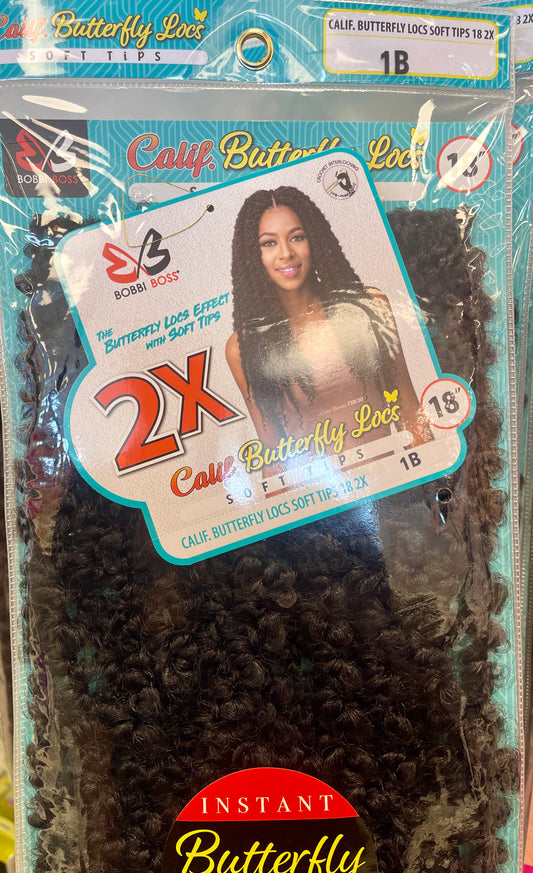 Calif. Butterfly Locs
SOFT TIPS
CALIF. BUTTERFLY LOCS SOFT TIPS 18 2X
1B
BOBBI BOSS
Calif. Butterfly Locs
18"
BOBBI BOSS
THE BUTTERFLY LOCS EFFECT
WITH SOFT TIPS
2X
Calif. Butterfly Locs
18"
SOFT TIPS
1B
CALIF. BUTTERFLY LOCS SOFT TIPS 18 2X
INSTANT
Butterfly